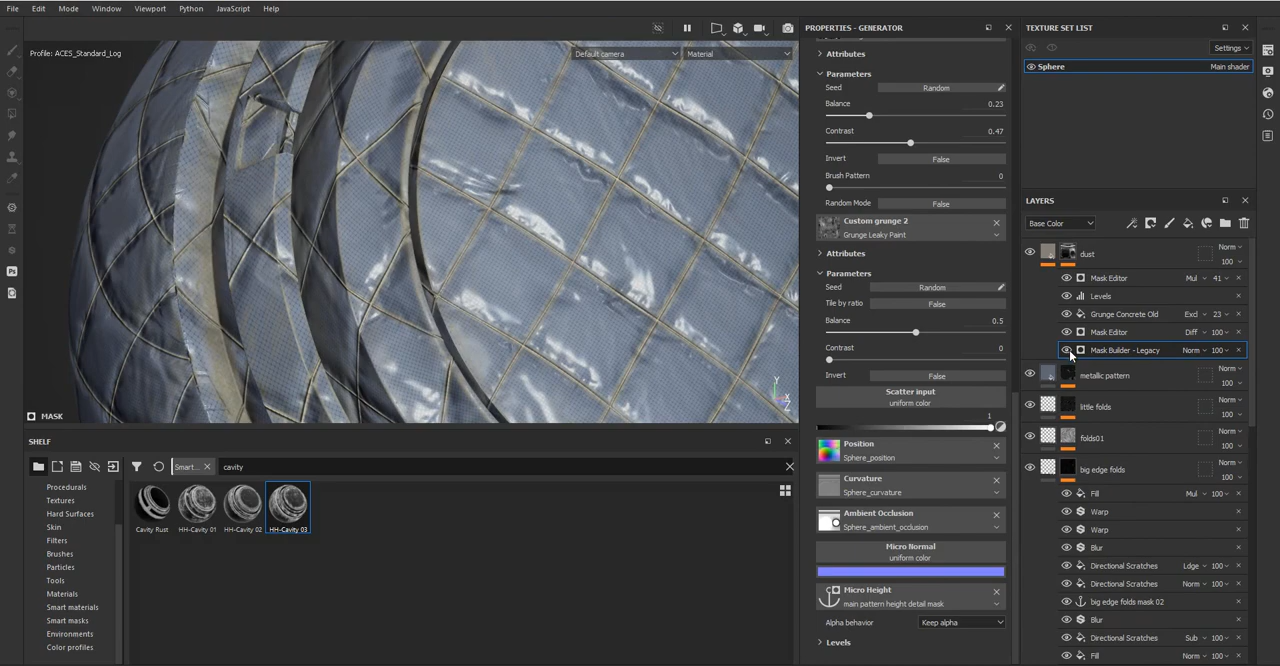 File Edit Mode Window Viewport Python JavaScript Help
Profile: ACES_Standard_Log
Default camera
Material
Y
X
Z
MASK
SHELF
Smart... cavity
Procedurals
Textures
Hard Surfaces
Skin
Filters
Brushes
Particles
Tools
Materials
Smart materials
Smart masks
Environments
Color profiles
Cavity Rust
HH-Cavity 01
HH-Cavity 02
HH-Cavity 03
Ps
PROPERTIES - GENERATOR
Attributes
Parameters
Seed Random
Balance 0.23
Contrast 0.47
Invert False
Brush Pattern 0
Random Mode False
Custom grunge 2
Grunge Leaky Paint
Attributes
Parameters
Seed Random
Tile by ratio False
Balance 0.5
Contrast 0
Invert False
Scatter input
uniform color
1
Position
Sphere_position
Curvature
Sphere_curvature
Ambient Occlusion
Sphere_ambient_occlusion
Micro Normal
uniform color
Micro Height
main pattern height detail mask
Alpha behavior Keep alpha
Levels
TEXTURE SET LIST
Settings
Sphere Main shader
LAYERS
Base Color
dust Norm 100
Mask Editor Mul 41
Levels
Grunge Concrete Old Excl 23
Mask Editor Diff 100
Mask Builder - Legacy Norm 100
metallic pattern Norm 100
little folds Norm 100
folds01 Norm 100
big edge folds Norm 100
Fill Mul 100
Warp
Warp
Blur
Directional Scratches Ldge 100
Directional Scratches Norm 100
big edge folds mask 02
Blur
Directional Scratches Sub 100
Fill Norm 100